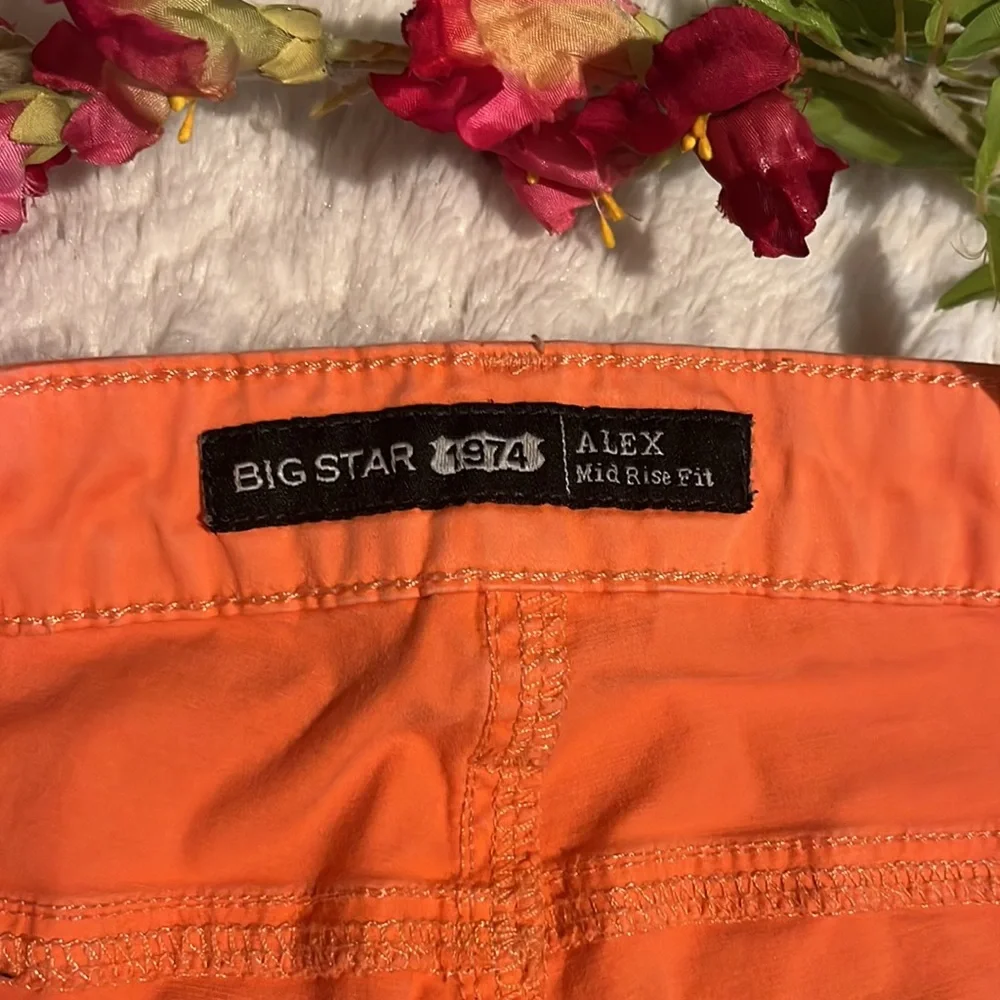 BIG STAR 1974
ALEX
Mid Rise Fit